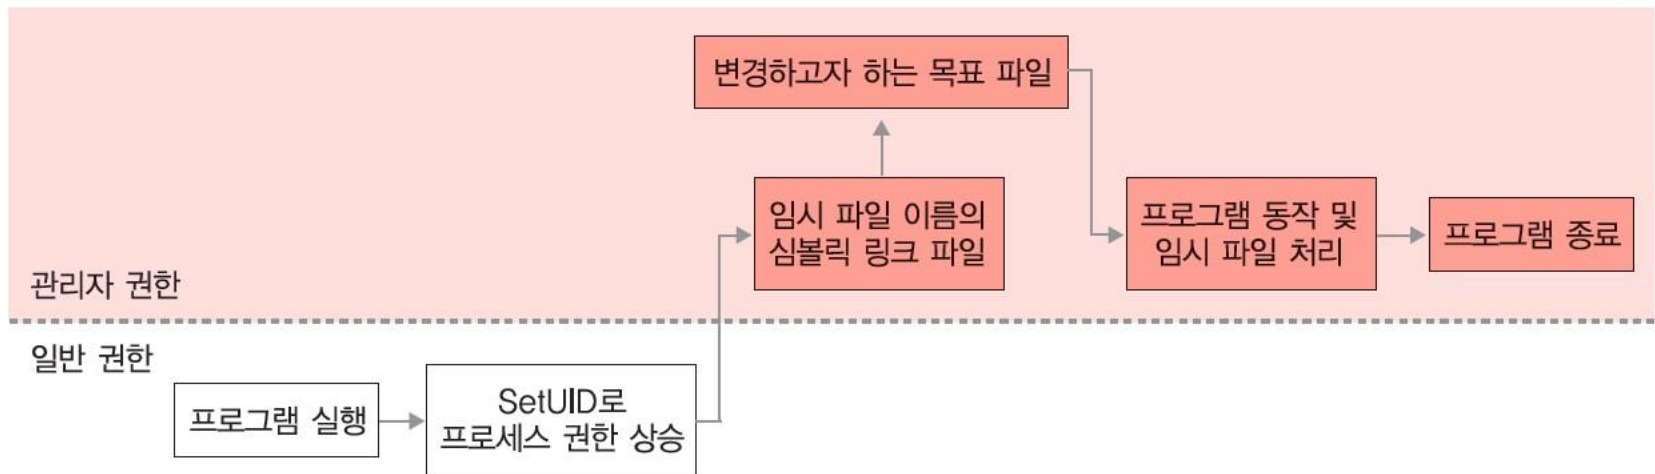 변경하고자 하는 목표 파일
임시 파일 이름의
심볼릭 링크 파일
프로그램 동작 및
임시 파일 처리
프로그램 종료
관리자 권한
일반 권한
프로그램 실행
SetUID로
프로세스 권한 상승